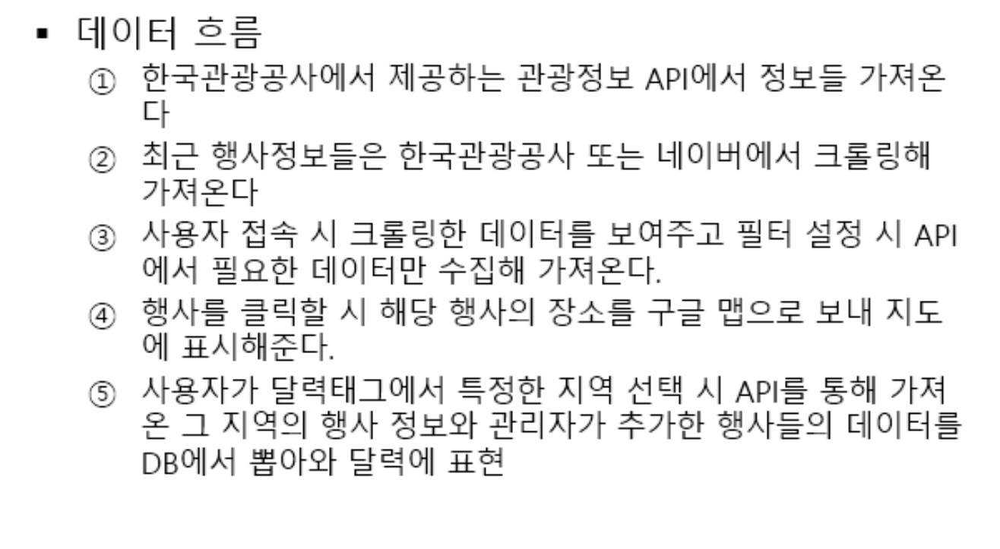 ▪ 데이터 흐름
① 한국관광공사에서 제공하는 관광정보 API에서 정보들 가져온
다
② 최근 행사정보들은 한국관광공사 또는 네이버에서 크롤링해
가져온다
③ 사용자 접속 시 크롤링한 데이터를 보여주고 필터 설정 시 API
에서 필요한 데이터만 수집해 가져온다.
④ 행사를 클릭할 시 해당 행사의 장소를 구글 맵으로 보내 지도
에 표시해준다.
⑤ 사용자가 달력태그에서 특정한 지역 선택 시 API를 통해 가져
온 그 지역의 행사 정보와 관리자가 추가한 행사들의 데이터를
DB에서 뽑아와 달력에 표현